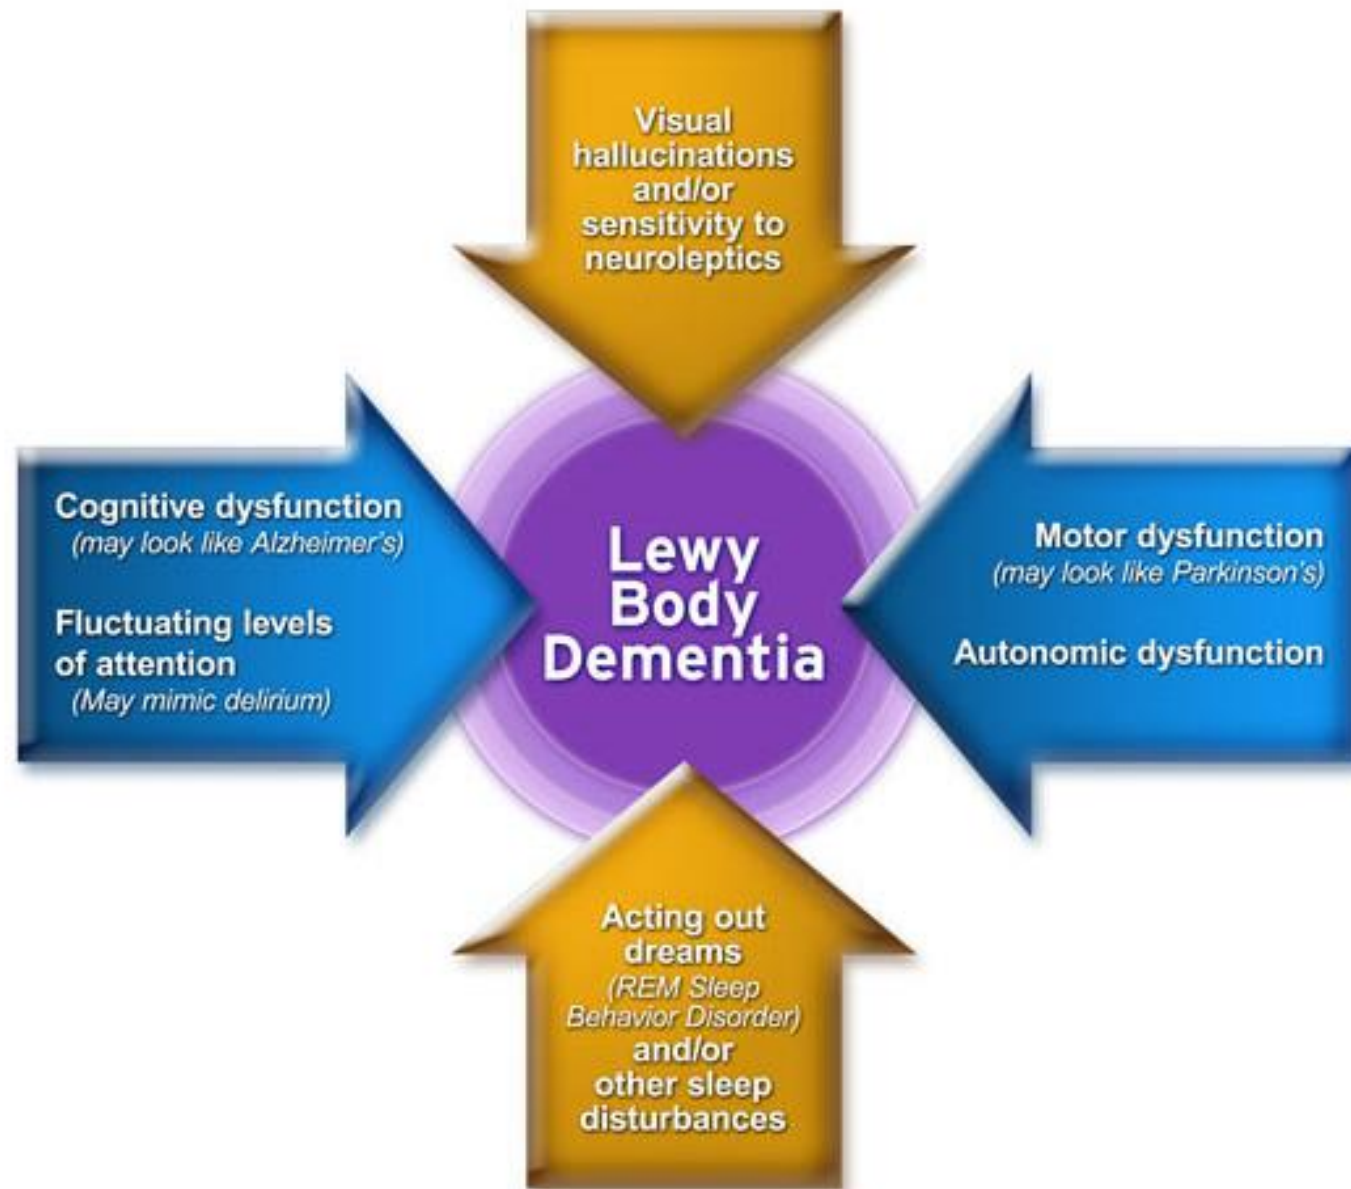 Visual
hallucinations
and/or
sensitivity to
neuroleptics
Cognitive dysfunction
(may look like Alzheimer's)
Fluctuating levels
of attention
(May mimic delirium)
Lewy
Body
Dementia
Motor dysfunction
(may look like Parkinson's)
Autonomic dysfunction
Acting out
dreams
(REM Sleep
Behavior Disorder)
and/or
other sleep
disturbances